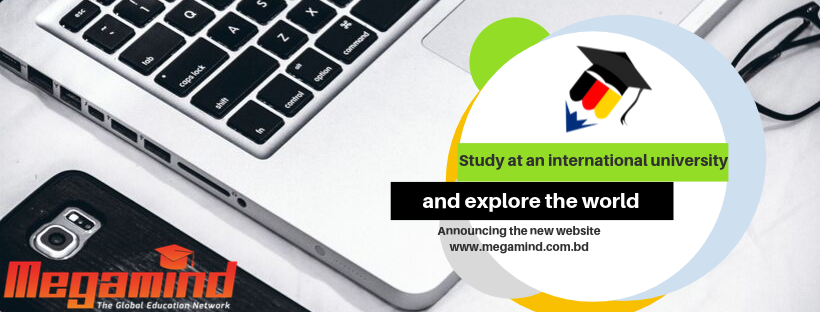 esc
Q
A
Z
tab
S
X
caps lock
⌘
command
shift
alt
option
control
fn
Study at an international university
and explore the world
Announcing the new website
www.megamind.com.bd
Megamind
The Global Education Network